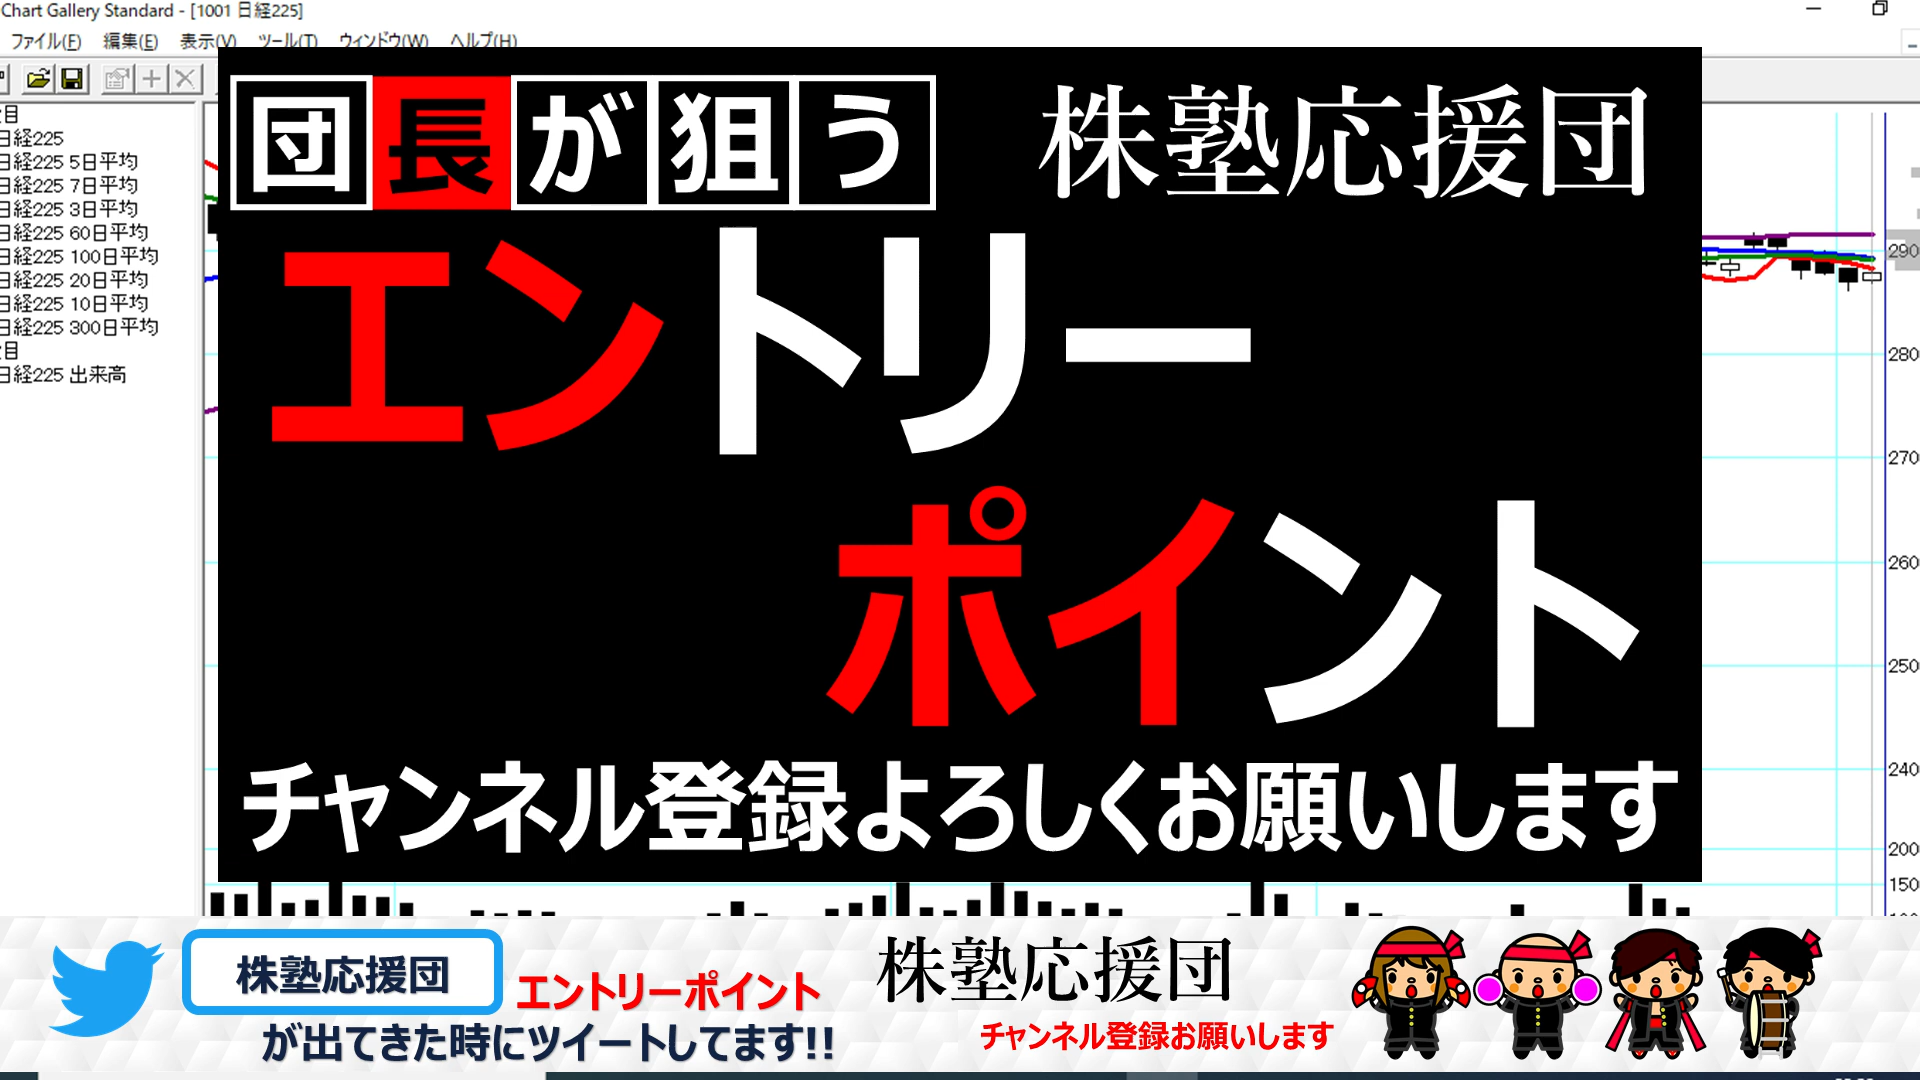 Chart Gallery Standard - [1001 日経225]
ファイル(F) 編集(E) 表示(V) ツール(T) ウィンドウ(W) ヘルプ(H)
目
日経225
日経225 5日平均
日経225 7日平均
日経225 3日平均
日経225 60日平均
日経225 100日平均
日経225 20日平均
日経225 10日平均
日経225 300日平均
目
日経225 出来高
団長が狙う
株塾応援団
エントリー
ポイント
チャンネル登録よろしくお願いします
290
280
270
260
250
240
200
150
株塾応援団
エントリーポイント
が出てきた時にツイートしてます!!
株塾応援団
チャンネル登録お願いします